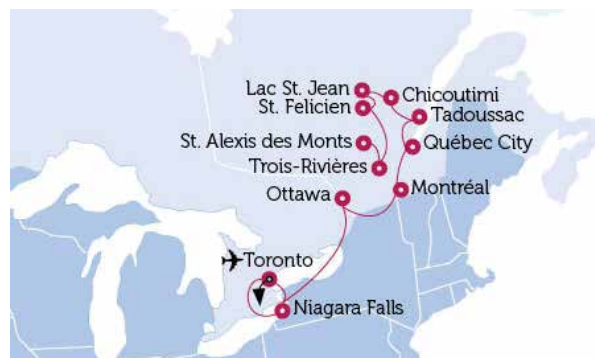 Lac St. Jean
Chicoutimi
St. Felicien
Tadoussac
St. Alexis des Monts
Québec City
Trois-Rivières
Ottawa
Montréal
Toronto
Niagara Falls